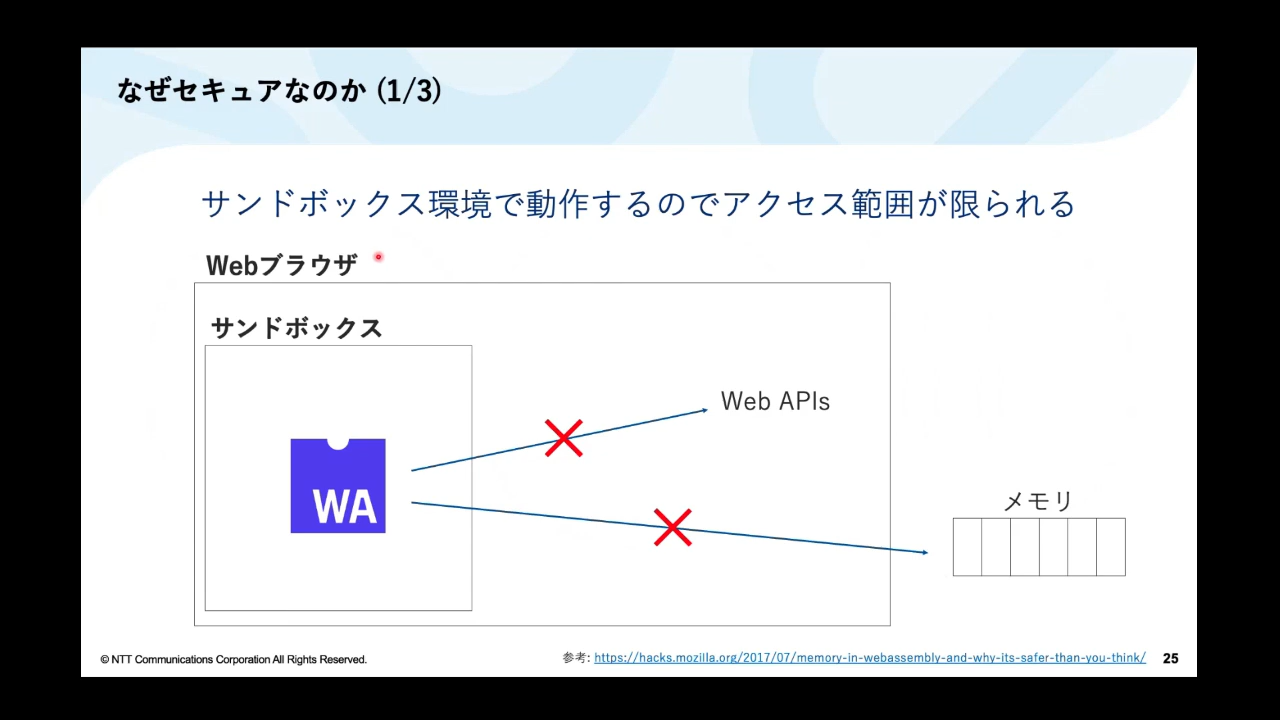 なぜセキュアなのか (1/3)
サンドボックス環境で動作するのでアクセス範囲が限られる
Webブラウザ
サンドボックス
Web APIs
WA
メモリ
© NTT Communications Corporation All Rights Reserved.
参考: https://hacks.mozilla.org/2017/07/memory-in-webassembly-and-why-its-safer-than-you-think/
25